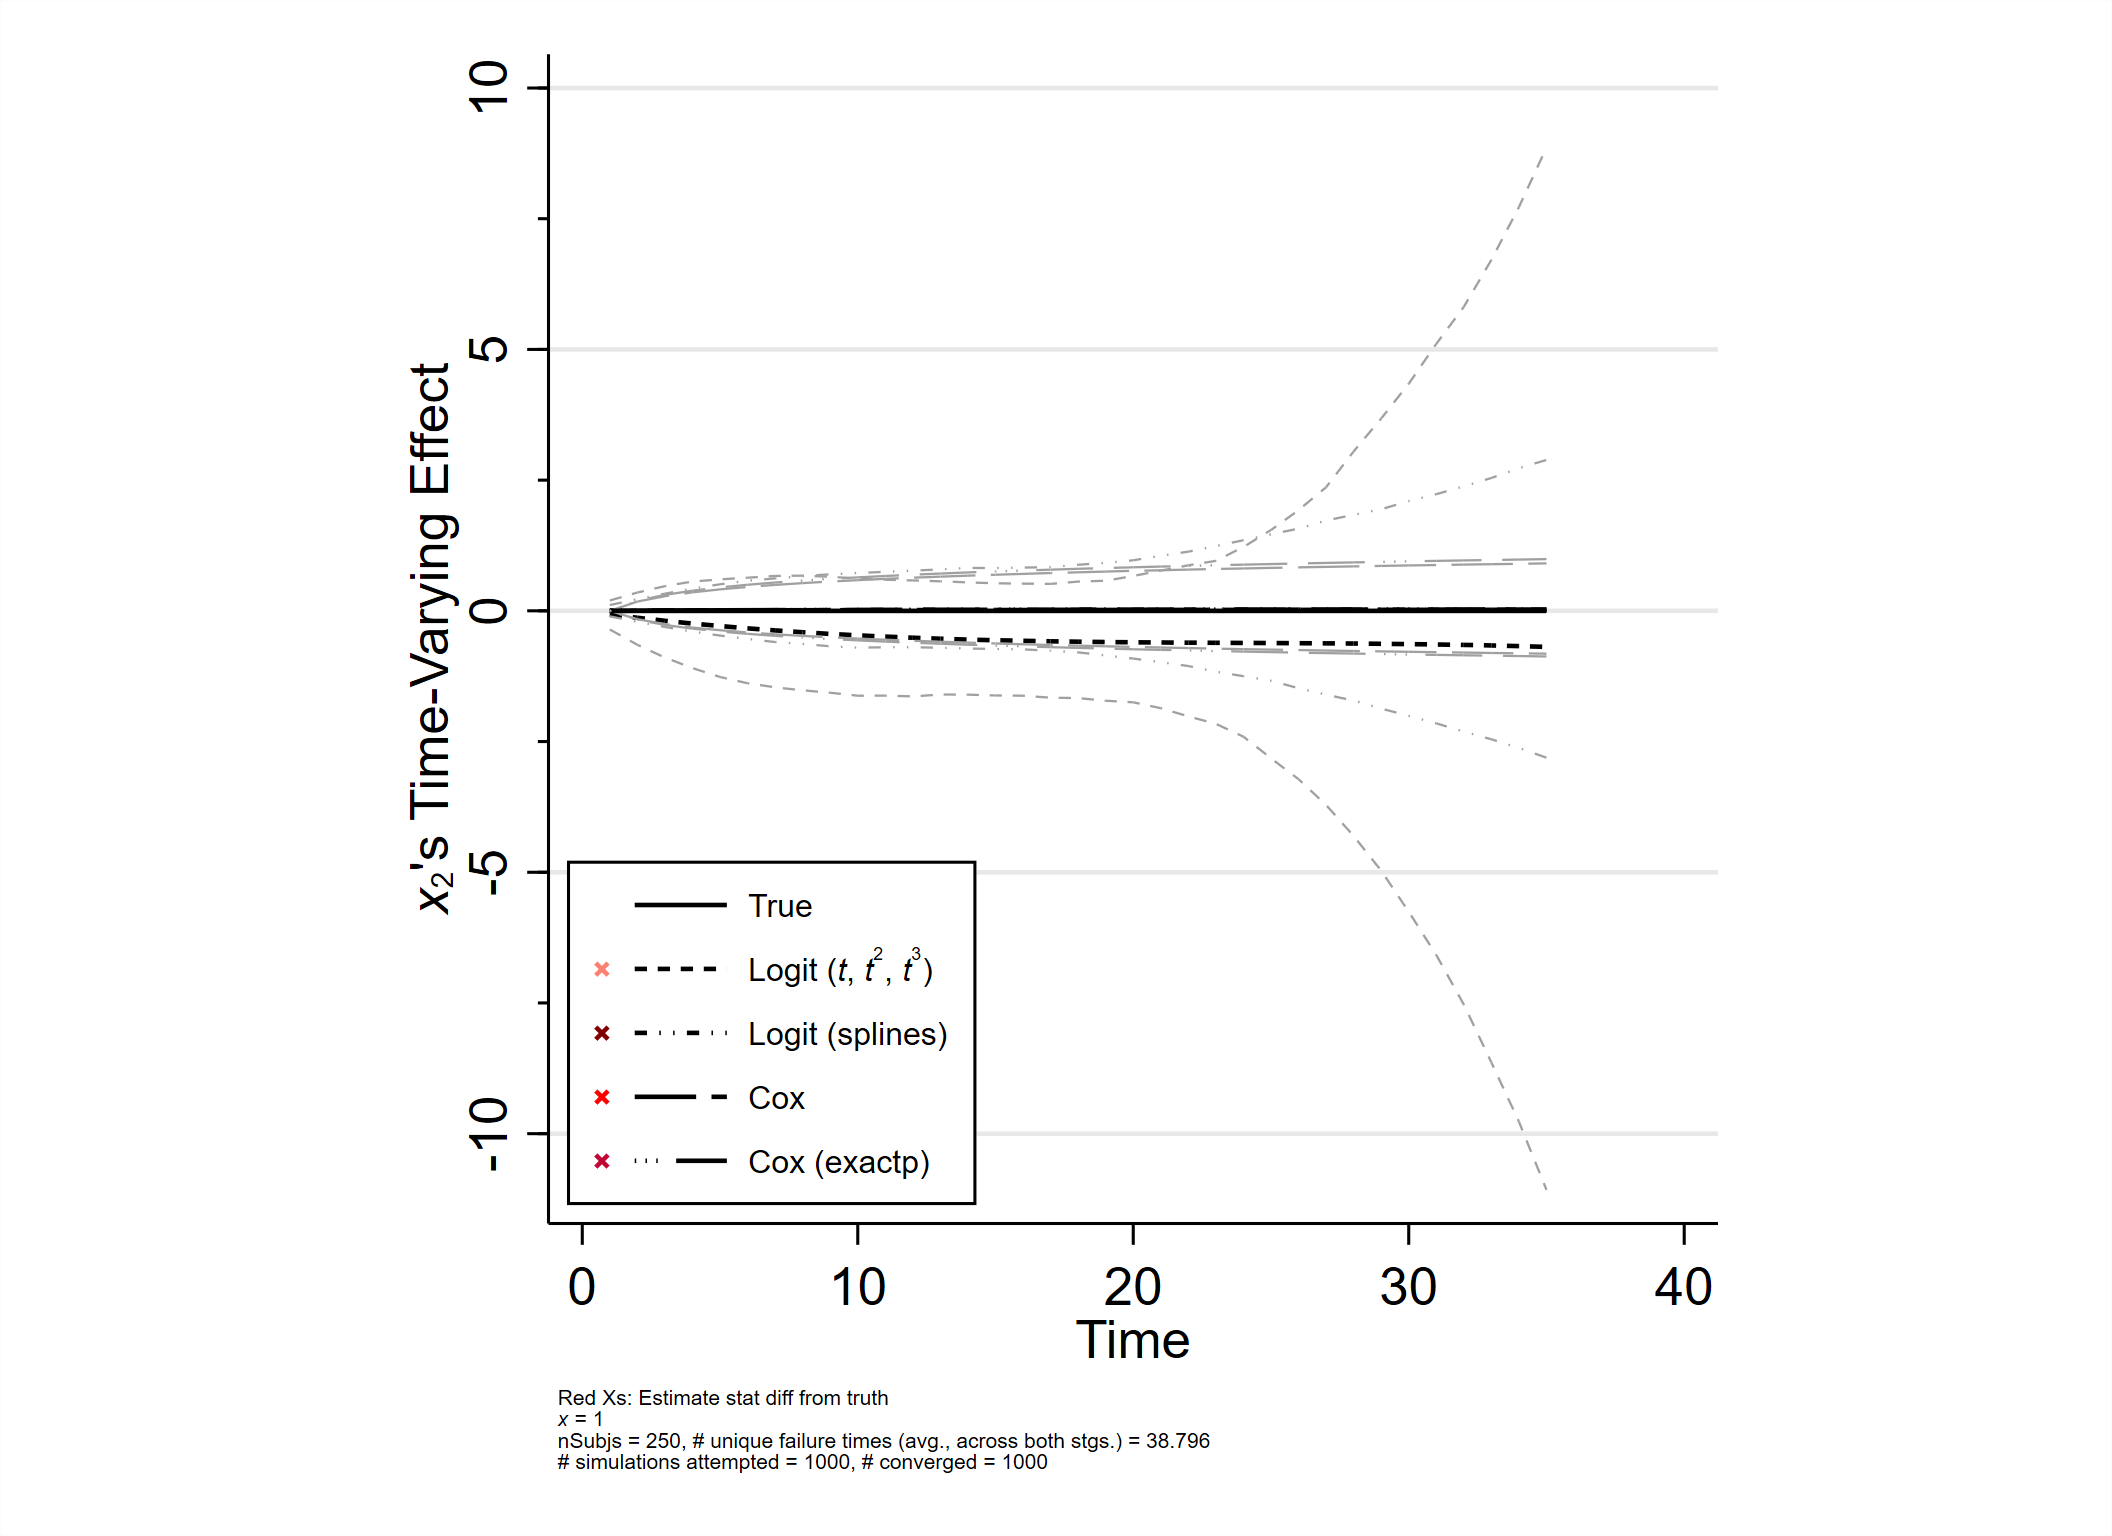 10
5
0
-5
-10
x₂'s Time-Varying Effect
True
Logit (t, t², t³)
Logit (splines)
Cox
Cox (exactp)
0 10 20 30 40
Time
Red Xs: Estimate stat diff from truth
x = 1
nSubjs = 250, # unique failure times (avg., across both stgs.) = 38.796
# simulations attempted = 1000, # converged = 1000